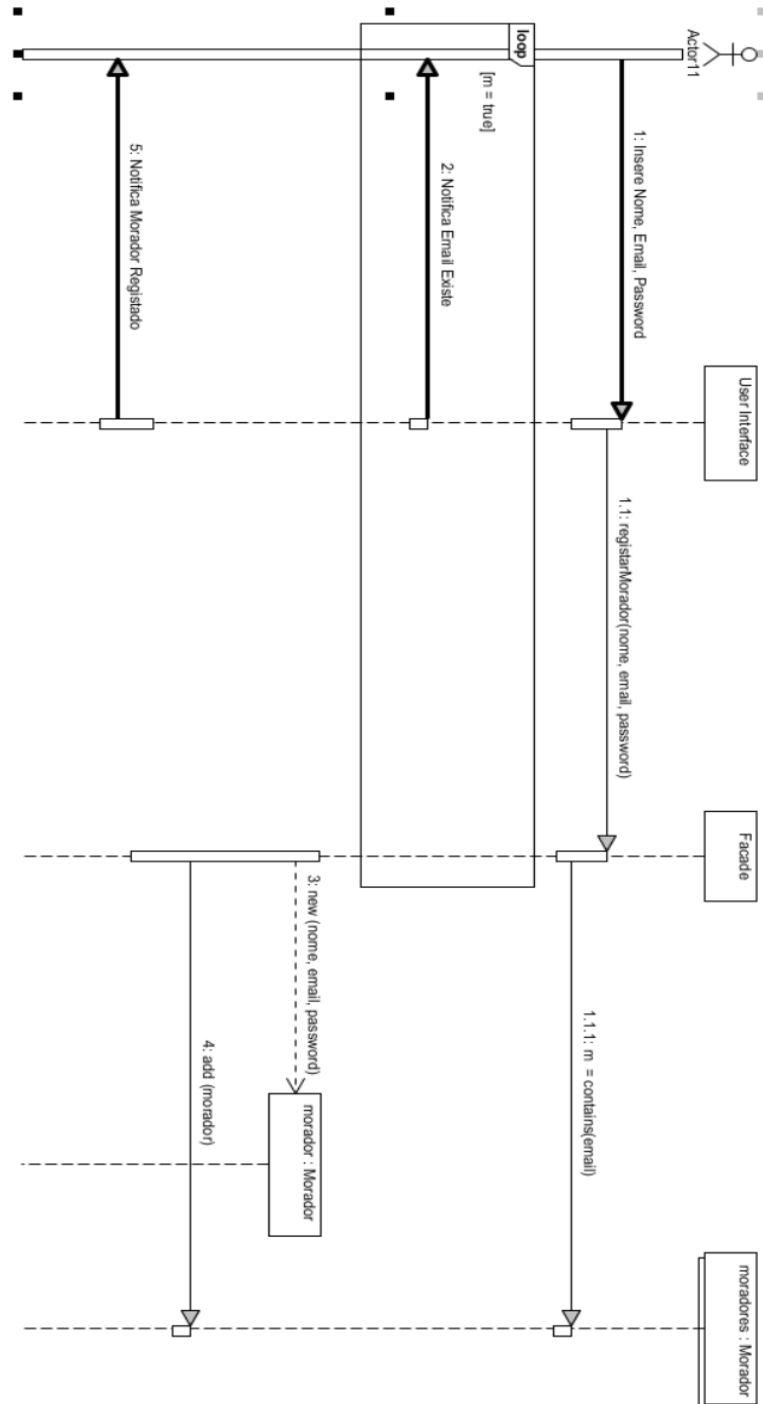 Actor11
User Interface
Facade
moradores : Morador
1: Insere Nome, Email, Password
1.1: registarMorador(nome, email, password)
1.1.1: m = contains(email)
loop
[m = true]
2: Notifica Email Existe
3: new (nome, email, password)
morador : Morador
4: add (morador)
5: Notifica Morador Registado